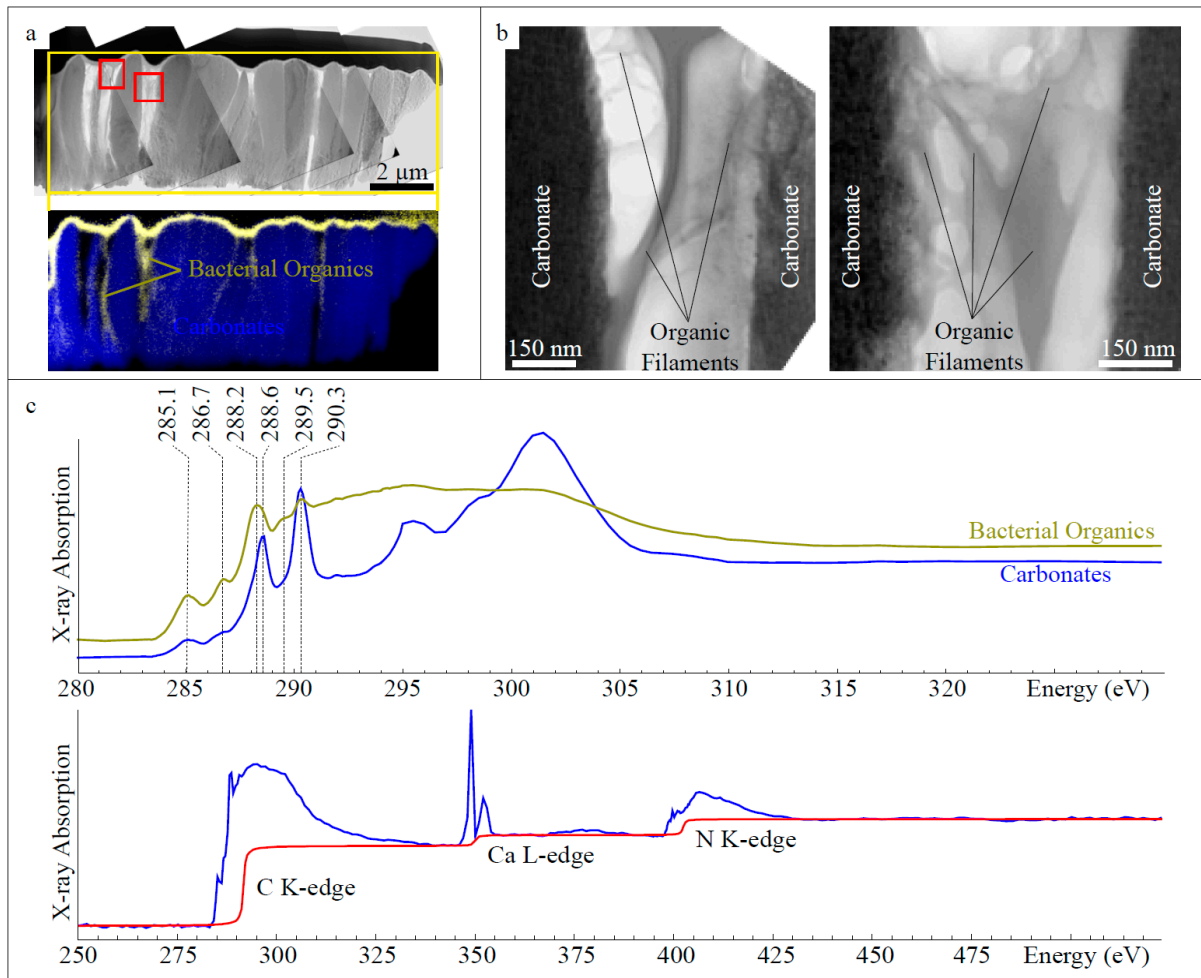 a
2 µm
Bacterial Organics
Carbonates
b
Carbonate
Carbonate
Organic
Filaments
150 nm
Carbonate
Carbonate
Organic
Filaments
150 nm
c
285.1
286.7
288.2
288.6
289.5
290.3
X-ray Absorption
Bacterial Organics
Carbonates
280 285 290 295 300 305 310 315 320 Energy (eV)
X-ray Absorption
C K-edge
Ca L-edge
N K-edge
250 275 300 325 350 375 400 425 450 475 Energy (eV)